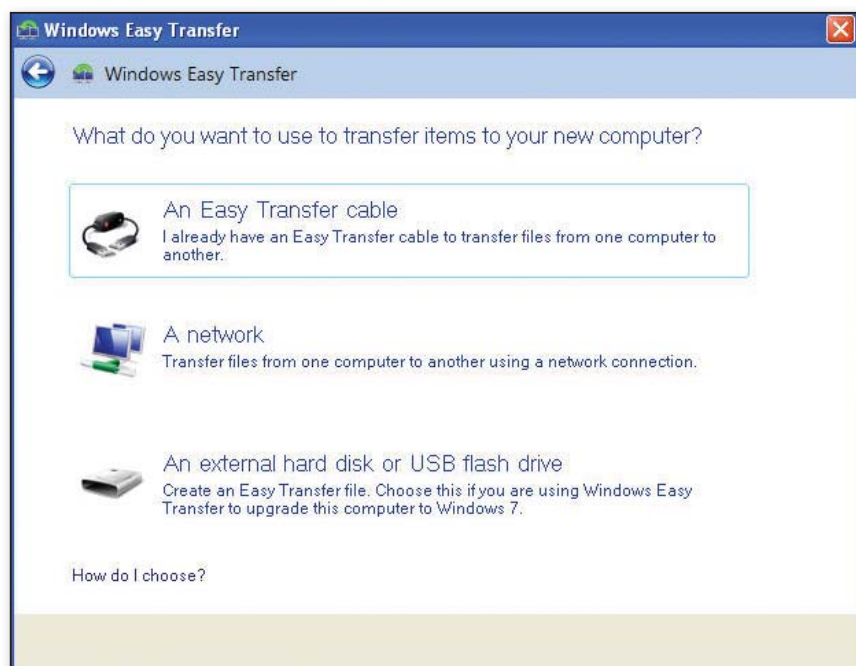 Windows Easy Transfer
Windows Easy Transfer
What do you want to use to transfer items to your new computer?
An Easy Transfer cable
I already have an Easy Transfer cable to transfer files from one computer to
another.
A network
Transfer files from one computer to another using a network connection.
An external hard disk or USB flash drive
Create an Easy Transfer file. Choose this if you are using Windows Easy
Transfer to upgrade this computer to Windows 7.
How do I choose?